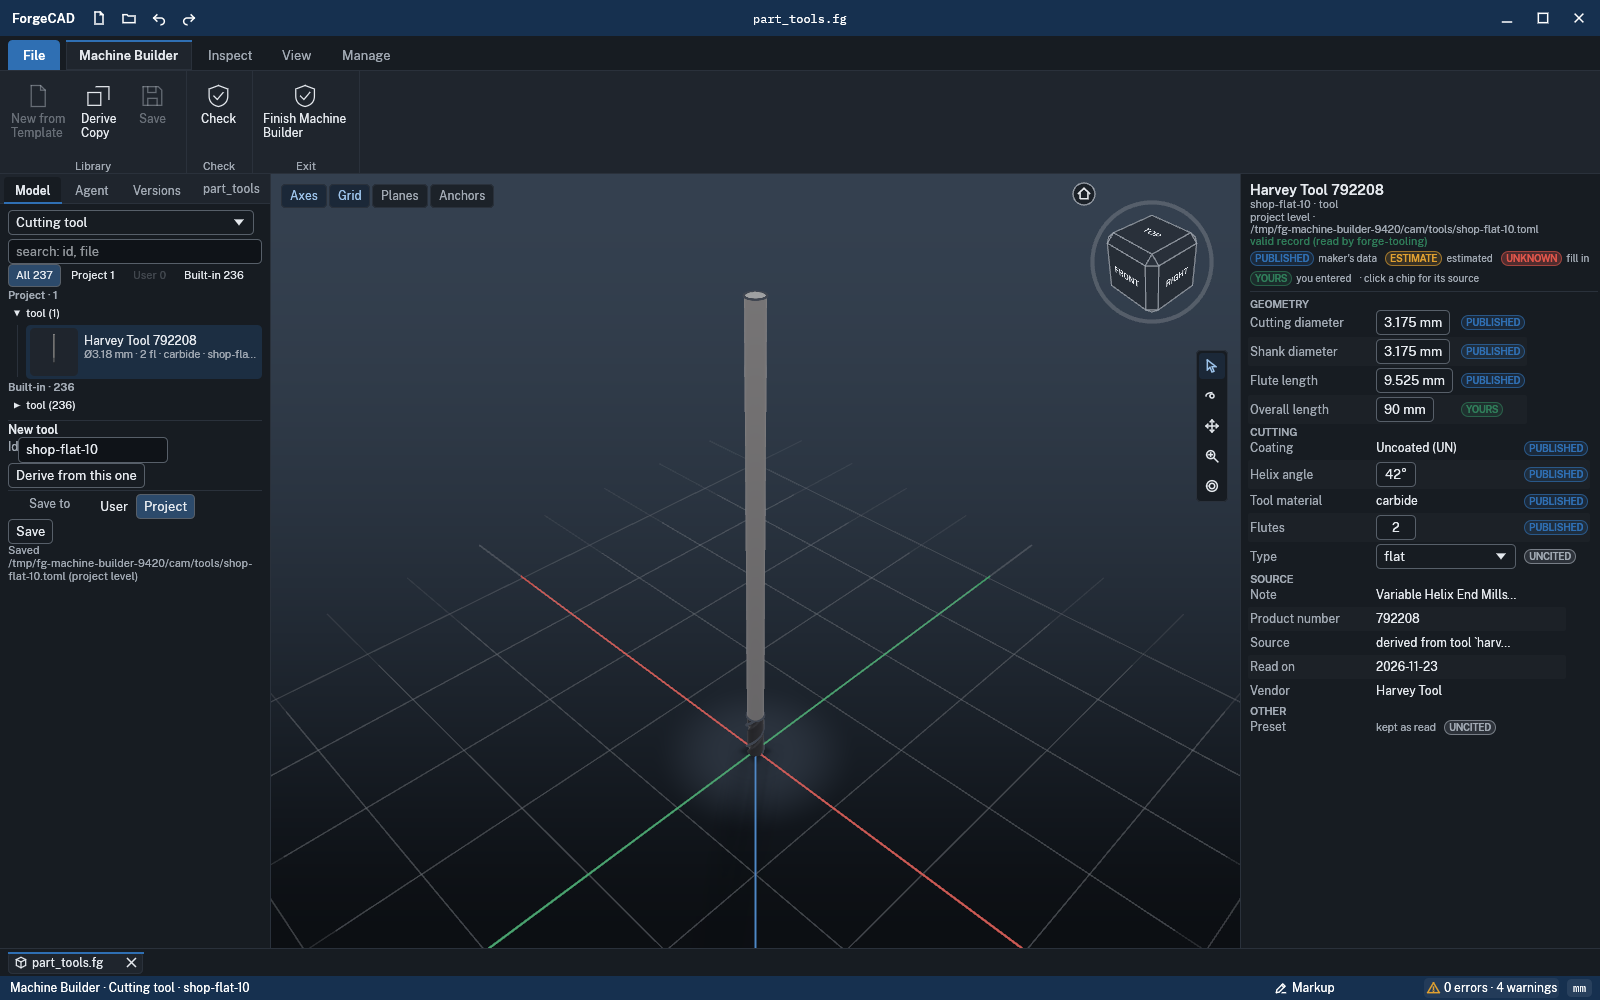 ForgeCAD
part_tools.fg
File
Machine Builder
Inspect
View
Manage
New from
Template
Derive
Copy
Save
Library
Check
Check
Finish Machine
Builder
Exit
Model
Agent
Versions
part_tools
Cutting tool
search: id, file
All 237
Project 1
User 0
Built-in 236
Project · 1
▼ tool (1)
Harvey Tool 792208
Ø3.18 mm · 2 fl · carbide · shop-fla…
Built-in · 236
► tool (236)
New tool
Id
shop-flat-10
Derive from this one
Save to
User
Project
Save
Saved
/tmp/fg-machine-builder-9420/cam/tools/shop-
flat-10.toml (project level)
Axes
Grid
Planes
Anchors
TOP
FRONT
RIGHT
Harvey Tool 792208
shop-flat-10 · tool
project level ·
/tmp/fg-machine-builder-9420/cam/tools/shop-flat-10.toml
valid record (read by forge-tooling)
PUBLISHED maker's data ESTIMATE estimated UNKNOWN fill in
YOURS you entered · click a chip for its source
GEOMETRY
Cutting diameter 3.175 mm PUBLISHED
Shank diameter 3.175 mm PUBLISHED
Flute length 9.525 mm PUBLISHED
Overall length 90 mm YOURS
CUTTING
Coating Uncoated (UN) PUBLISHED
Helix angle 42° PUBLISHED
Tool material carbide PUBLISHED
Flutes 2 PUBLISHED
Type flat UNCITED
SOURCE
Note Variable Helix End Mills…
Product number 792208
Source derived from tool `harv…
Read on 2026-11-23
Vendor Harvey Tool
OTHER
Preset kept as read UNCITED
part_tools.fg
Machine Builder · Cutting tool · shop-flat-10
Markup
0 errors · 4 warnings
mm